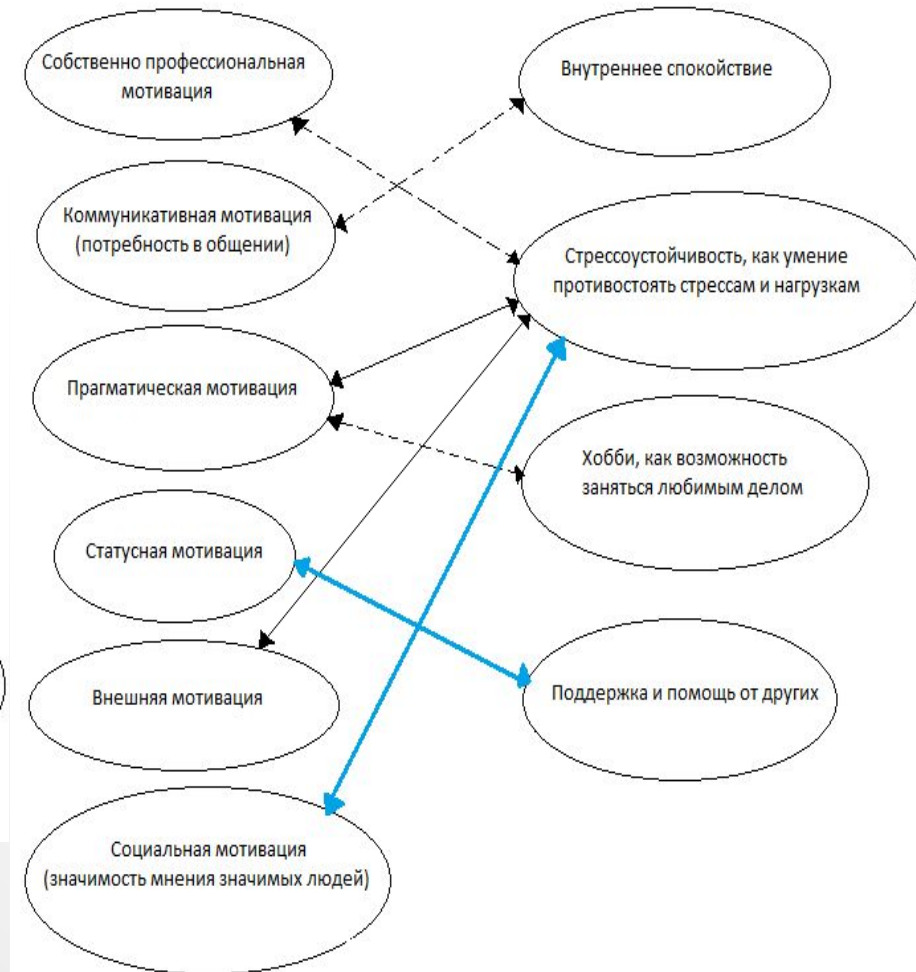 Собственно профессиональная
мотивация
Внутреннее спокойствие
Коммуникативная мотивация
(потребность в общении)
Стрессоустойчивость, как умение
противостоять стрессам и нагрузкам
Прагматическая мотивация
Хобби, как возможность
заняться любимым делом
Статусная мотивация
Внешная мотивация
Поддержка и помощь от других
Социальная мотивация
(значимость мнения значимых людей)